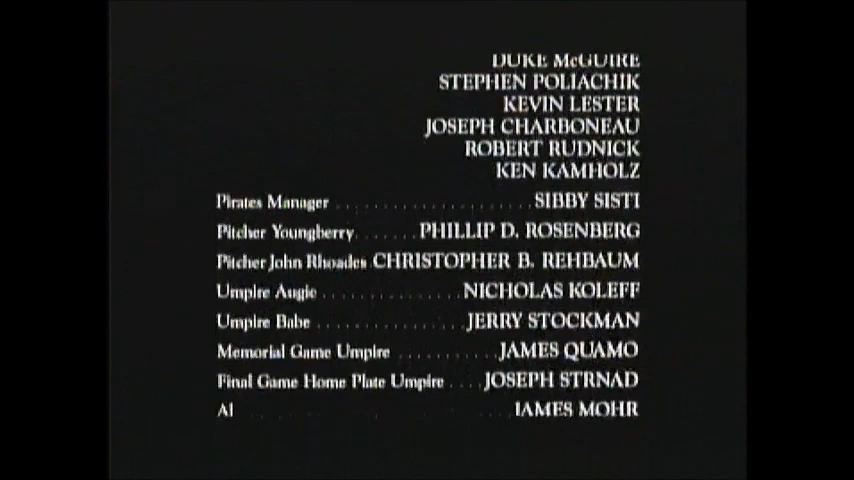 DUKE McGUIRE
STEPHEN POLIACHIK
KEVIN LESTER
JOSEPH CHARBONEAU
ROBERT RUDNICK
KEN KAMHOLZ
Pirates Manager . . . . . . . . . . . . . . . . . . . . SIBBY SISTI
Pitcher Youngberry . . . . . . . PHILLIP D. ROSENBERG
Pitcher John Rhoades CHRISTOPHER B. REHBAUM
Umpire Augie . . . . . . . . . . . . . . NICHOLAS KOLEFF
Umpire Babe . . . . . . . . . . . . . . . JERRY STOCKMAN
Memorial Game Umpire . . . . . . . . . . JAMES QUAMO
Final Game Home Plate Umpire . . . . JOSEPH STRNAD
Al . . . . . . . . . . . . . . . . . . . . . . . . . . JAMES MOHR